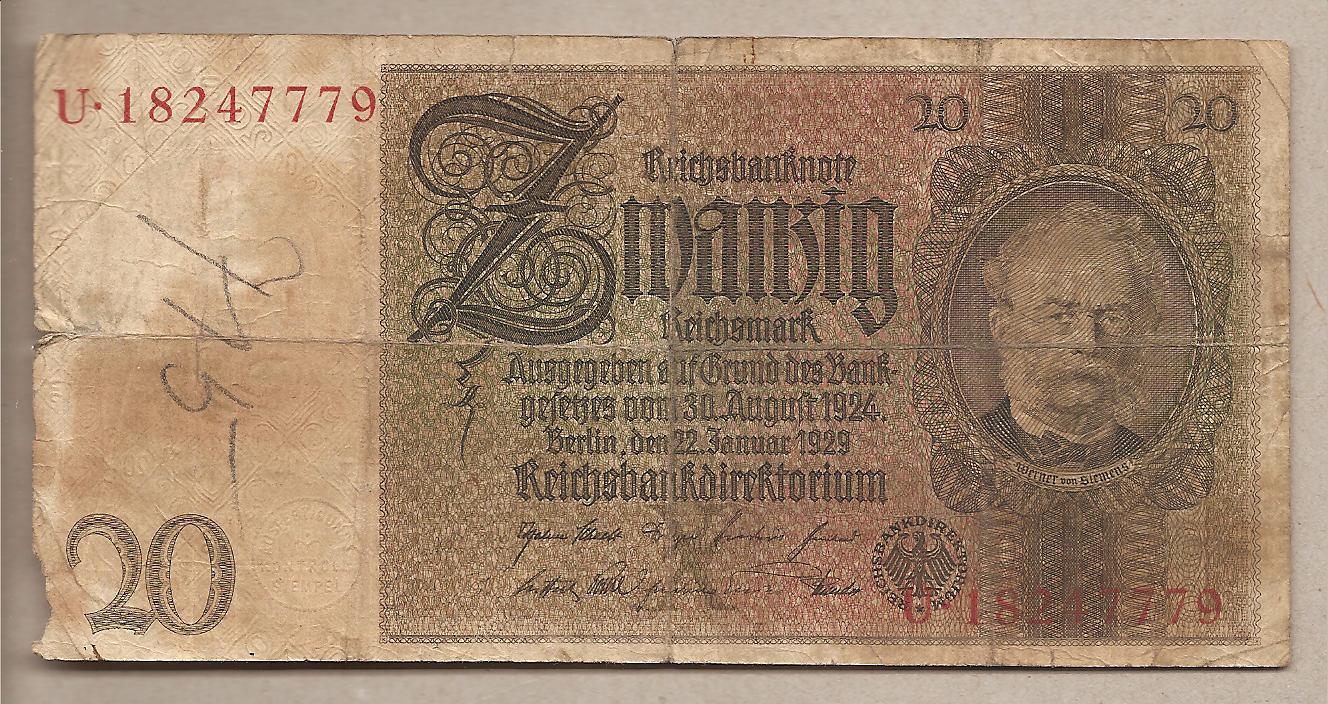 U·18247779
20 20
Reichsbanknote
Zwanzig
Reichsmark
Ausgegeben auf Grund des Bank-
gesetzes vom 30. August 1924.
Berlin, den 22. Januar 1929
Reichsbankdirektorium
Werner von Siemens
20
REICHSBANKDIREKTORIUM
U·18247779